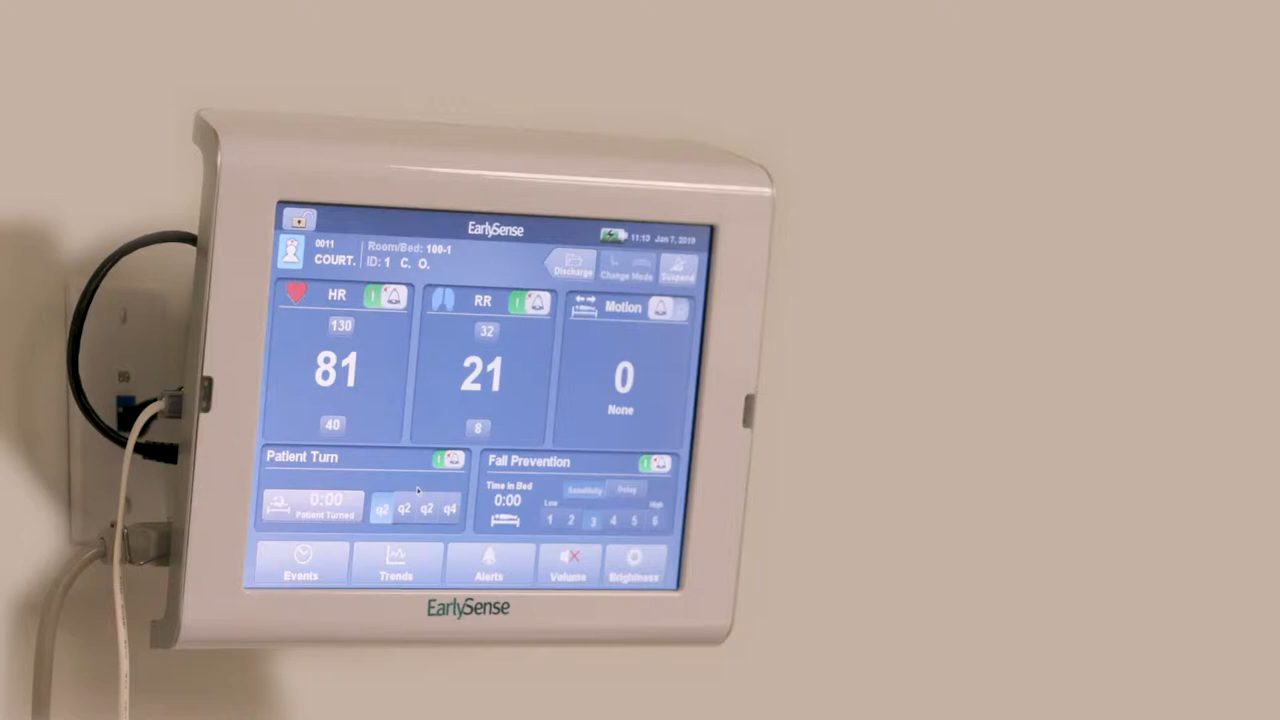 EarlySense
11:13 Jan 7, 2019
0011
COURT.
Room/Bed: 100-1
ID: 1 C. O.
Discharge
Change Mode
Suspend
HR
130
81
40
RR
32
21
8
Motion
0
None
Patient Turn
0:00
Patient Turned
q2 q2 q2 q4
Fall Prevention
Time in Bed
0:00
Sensitivity Delay
Low High
1 2 3 4 5 6
Events
Trends
Alerts
Volume
Brightness
EarlySense